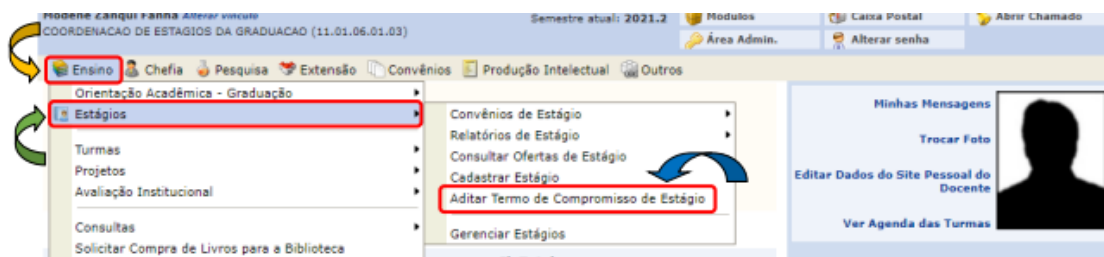 Modene Zanqui Farina Alterar vínculo
Semestre atual: 2021.2
Módulos
Caixa Postal
Abrir Chamado
COORDENACAO DE ESTAGIOS DA GRADUACAO (11.01.06.01.03)
Área Admin.
Alterar senha
Ensino Chefia Pesquisa Extensão Convênios Produção Intelectual Outros
Orientação Acadêmica - Graduação
Estágios
Turmas
Projetos
Avaliação Institucional
Consultas
Solicitar Compra de Livros para a Biblioteca
Convênios de Estágio
Relatórios de Estágio
Consultar Ofertas de Estágio
Cadastrar Estágio
Aditar Termo de Compromisso de Estágio
Gerenciar Estágios
Minhas Mensagens
Trocar Foto
Editar Dados do Site Pessoal do
Docente
Ver Agenda das Turmas